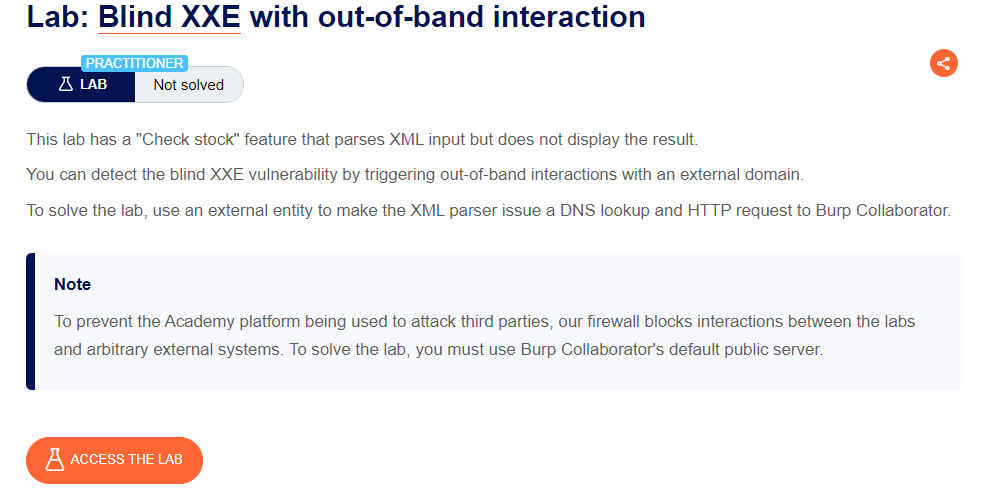 Lab: Blind XXE with out-of-band interaction
PRACTITIONER
LAB
Not solved
This lab has a "Check stock" feature that parses XML input but does not display the result.
You can detect the blind XXE vulnerability by triggering out-of-band interactions with an external domain.
To solve the lab, use an external entity to make the XML parser issue a DNS lookup and HTTP request to Burp Collaborator.
Note
To prevent the Academy platform being used to attack third parties, our firewall blocks interactions between the labs
and arbitrary external systems. To solve the lab, you must use Burp Collaborator's default public server.
ACCESS THE LAB